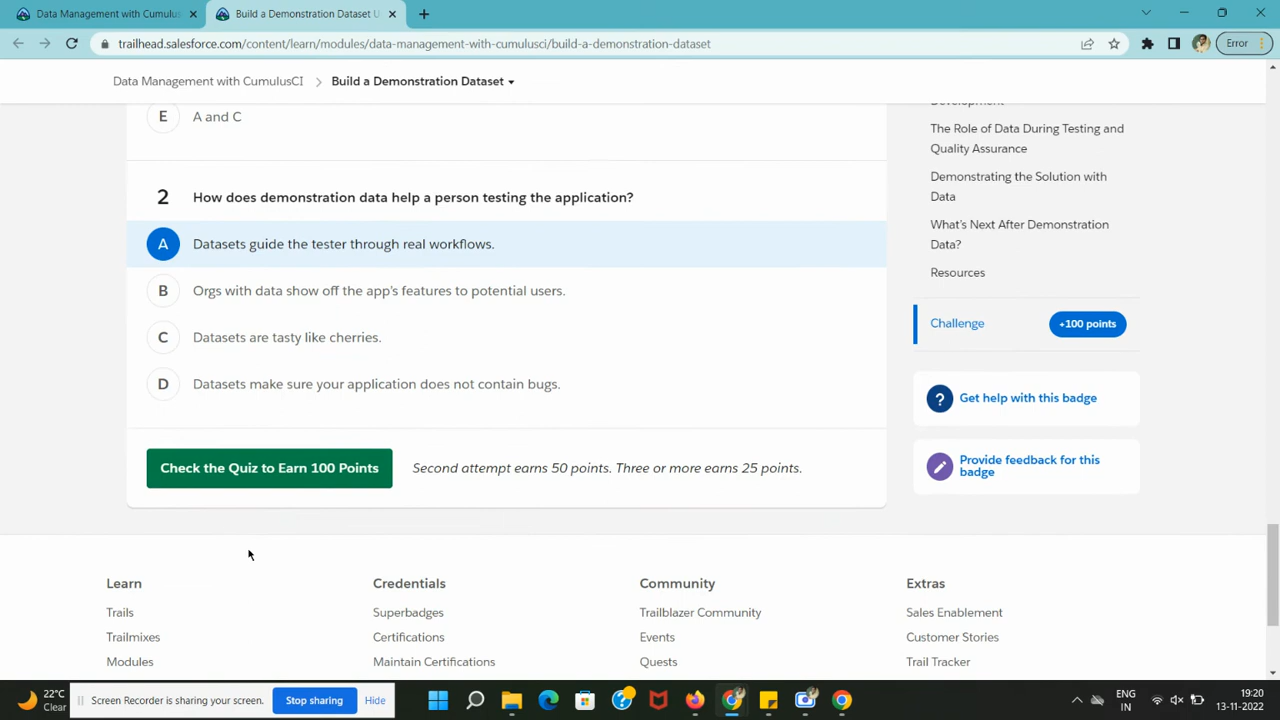 Data Management with Cumulus
Build a Demonstration Dataset U
trailhead.salesforce.com/content/learn/modules/data-management-with-cumulusci/build-a-demonstration-dataset
Error
Data Management with CumulusCI
Build a Demonstration Dataset
E A and C
2 How does demonstration data help a person testing the application?
A Datasets guide the tester through real workflows.
B Orgs with data show off the app's features to potential users.
C Datasets are tasty like cherries.
D Datasets make sure your application does not contain bugs.
Check the Quiz to Earn 100 Points
Second attempt earns 50 points. Three or more earns 25 points.
Development
The Role of Data During Testing and
Quality Assurance
Demonstrating the Solution with
Data
What's Next After Demonstration
Data?
Resources
Challenge
+100 points
? Get help with this badge
Provide feedback for this
badge
Learn
Trails
Trailmixes
Modules
Credentials
Superbadges
Certifications
Maintain Certifications
Community
Trailblazer Community
Events
Quests
Extras
Sales Enablement
Customer Stories
Trail Tracker
22°C
Clear
Screen Recorder is sharing your screen.
Stop sharing
Hide
ENG
IN
19:20
13-11-2022